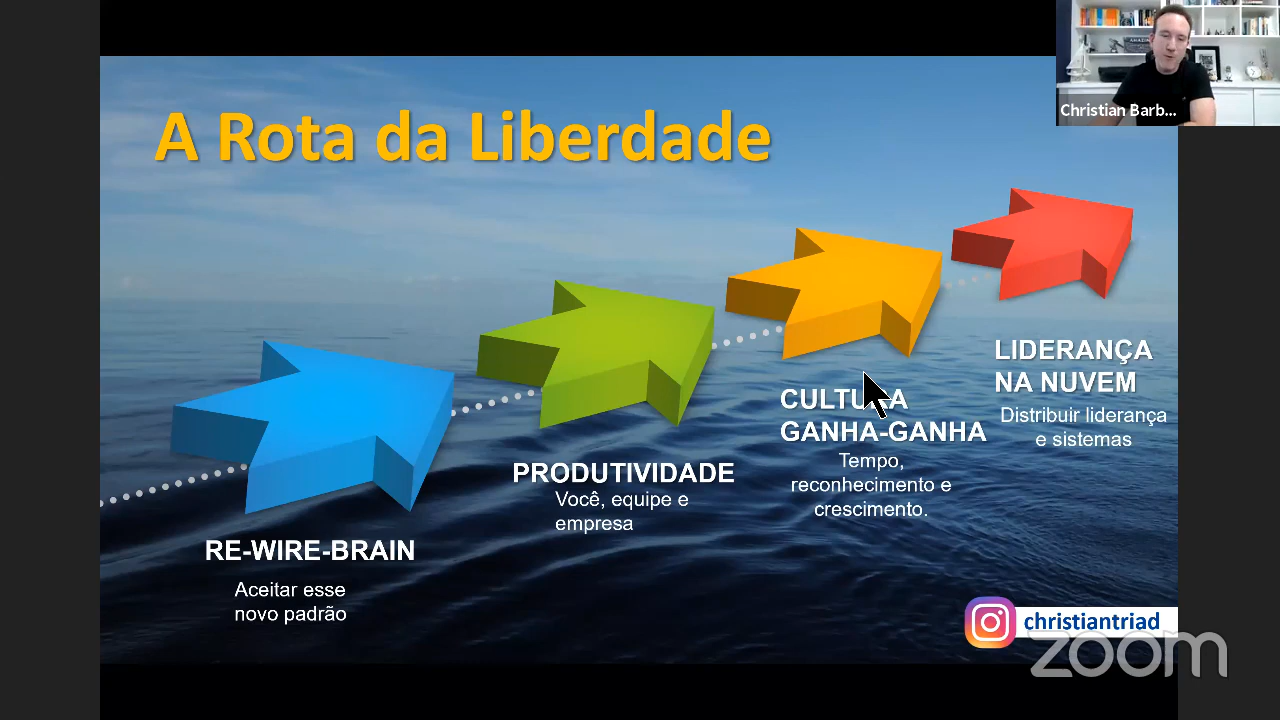 A Rota da Liberdade
Christian Barb...
RE-WIRE-BRAIN
Aceitar esse
novo padrão
PRODUTIVIDADE
Você, equipe e
empresa
CULTURA
GANHA-GANHA
Tempo,
reconhecimento e
crescimento.
LIDERANÇA
NA NUVEM
Distribuir liderança
e sistemas
christiantriad
zoom